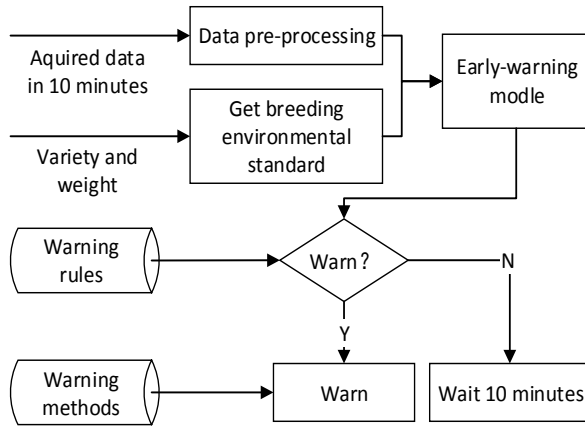 Aquired data
in 10 minutes
Data pre-processing
Early-warning
modle
Variety and
weight
Get breeding
environmental
standard
Warning
rules
Warn?
N
Y
Warning
methods
Warn
Wait 10 minutes